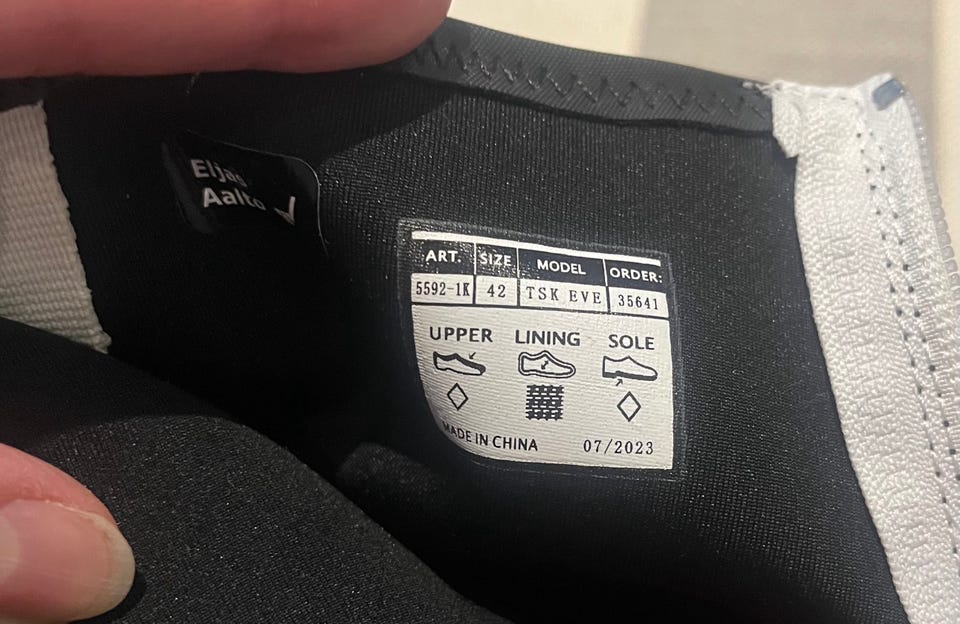 Eljas
Aalto
ART. SIZE MODEL ORDER:
5592-1K 42 TSK EVE 35641
UPPER LINING SOLE
MADE IN CHINA 07/2023